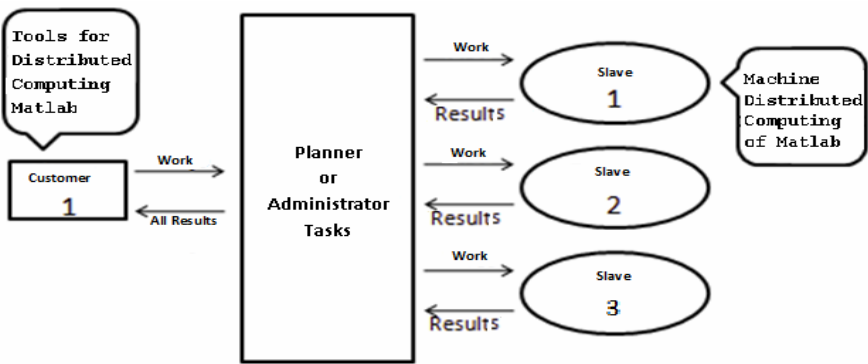 Tools for
Distributed
Computing
Matlab
Customer
1
Work
All Results
Planner
or
Administrator
Tasks
Work
Results
Slave
1
Machine
Distributed
Computing
of Matlab
Work
Results
Slave
2
Work
Results
Slave
3